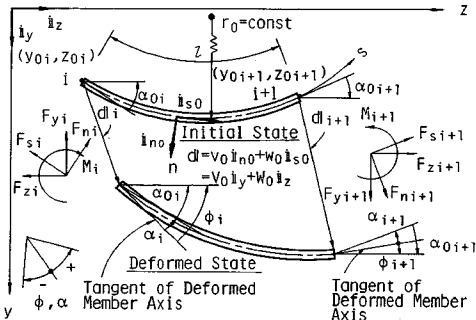 𝕚y 𝕚z z
r₀=const
(y₀ᵢ, z₀ᵢ) l (y₀ᵢ₊₁, z₀ᵢ₊₁) s
i α₀ᵢ 𝕚s₀ i+1 α₀ᵢ₊₁
dlᵢ dlᵢ₊₁
𝕚n₀ Initial State
n dl=v₀𝕚n₀+w₀𝕚s₀
=V₀𝕚y+W₀𝕚z
Fyᵢ Fnᵢ Fsᵢ Mᵢ Fzᵢ
Mᵢ₊₁ Fsᵢ₊₁ Fzᵢ₊₁ Fyᵢ₊₁ Fnᵢ₊₁
α₀ᵢ ϕᵢ αᵢ
αᵢ₊₁ α₀ᵢ₊₁ ϕᵢ₊₁
Deformed State
- +
ϕ,α
y
Tangent of Deformed
Member Axis
Tangent of
Deformed Member
Axis